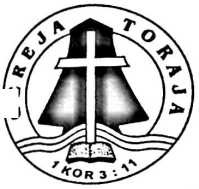 REJA TORAJA
1 KOR 3 : 11